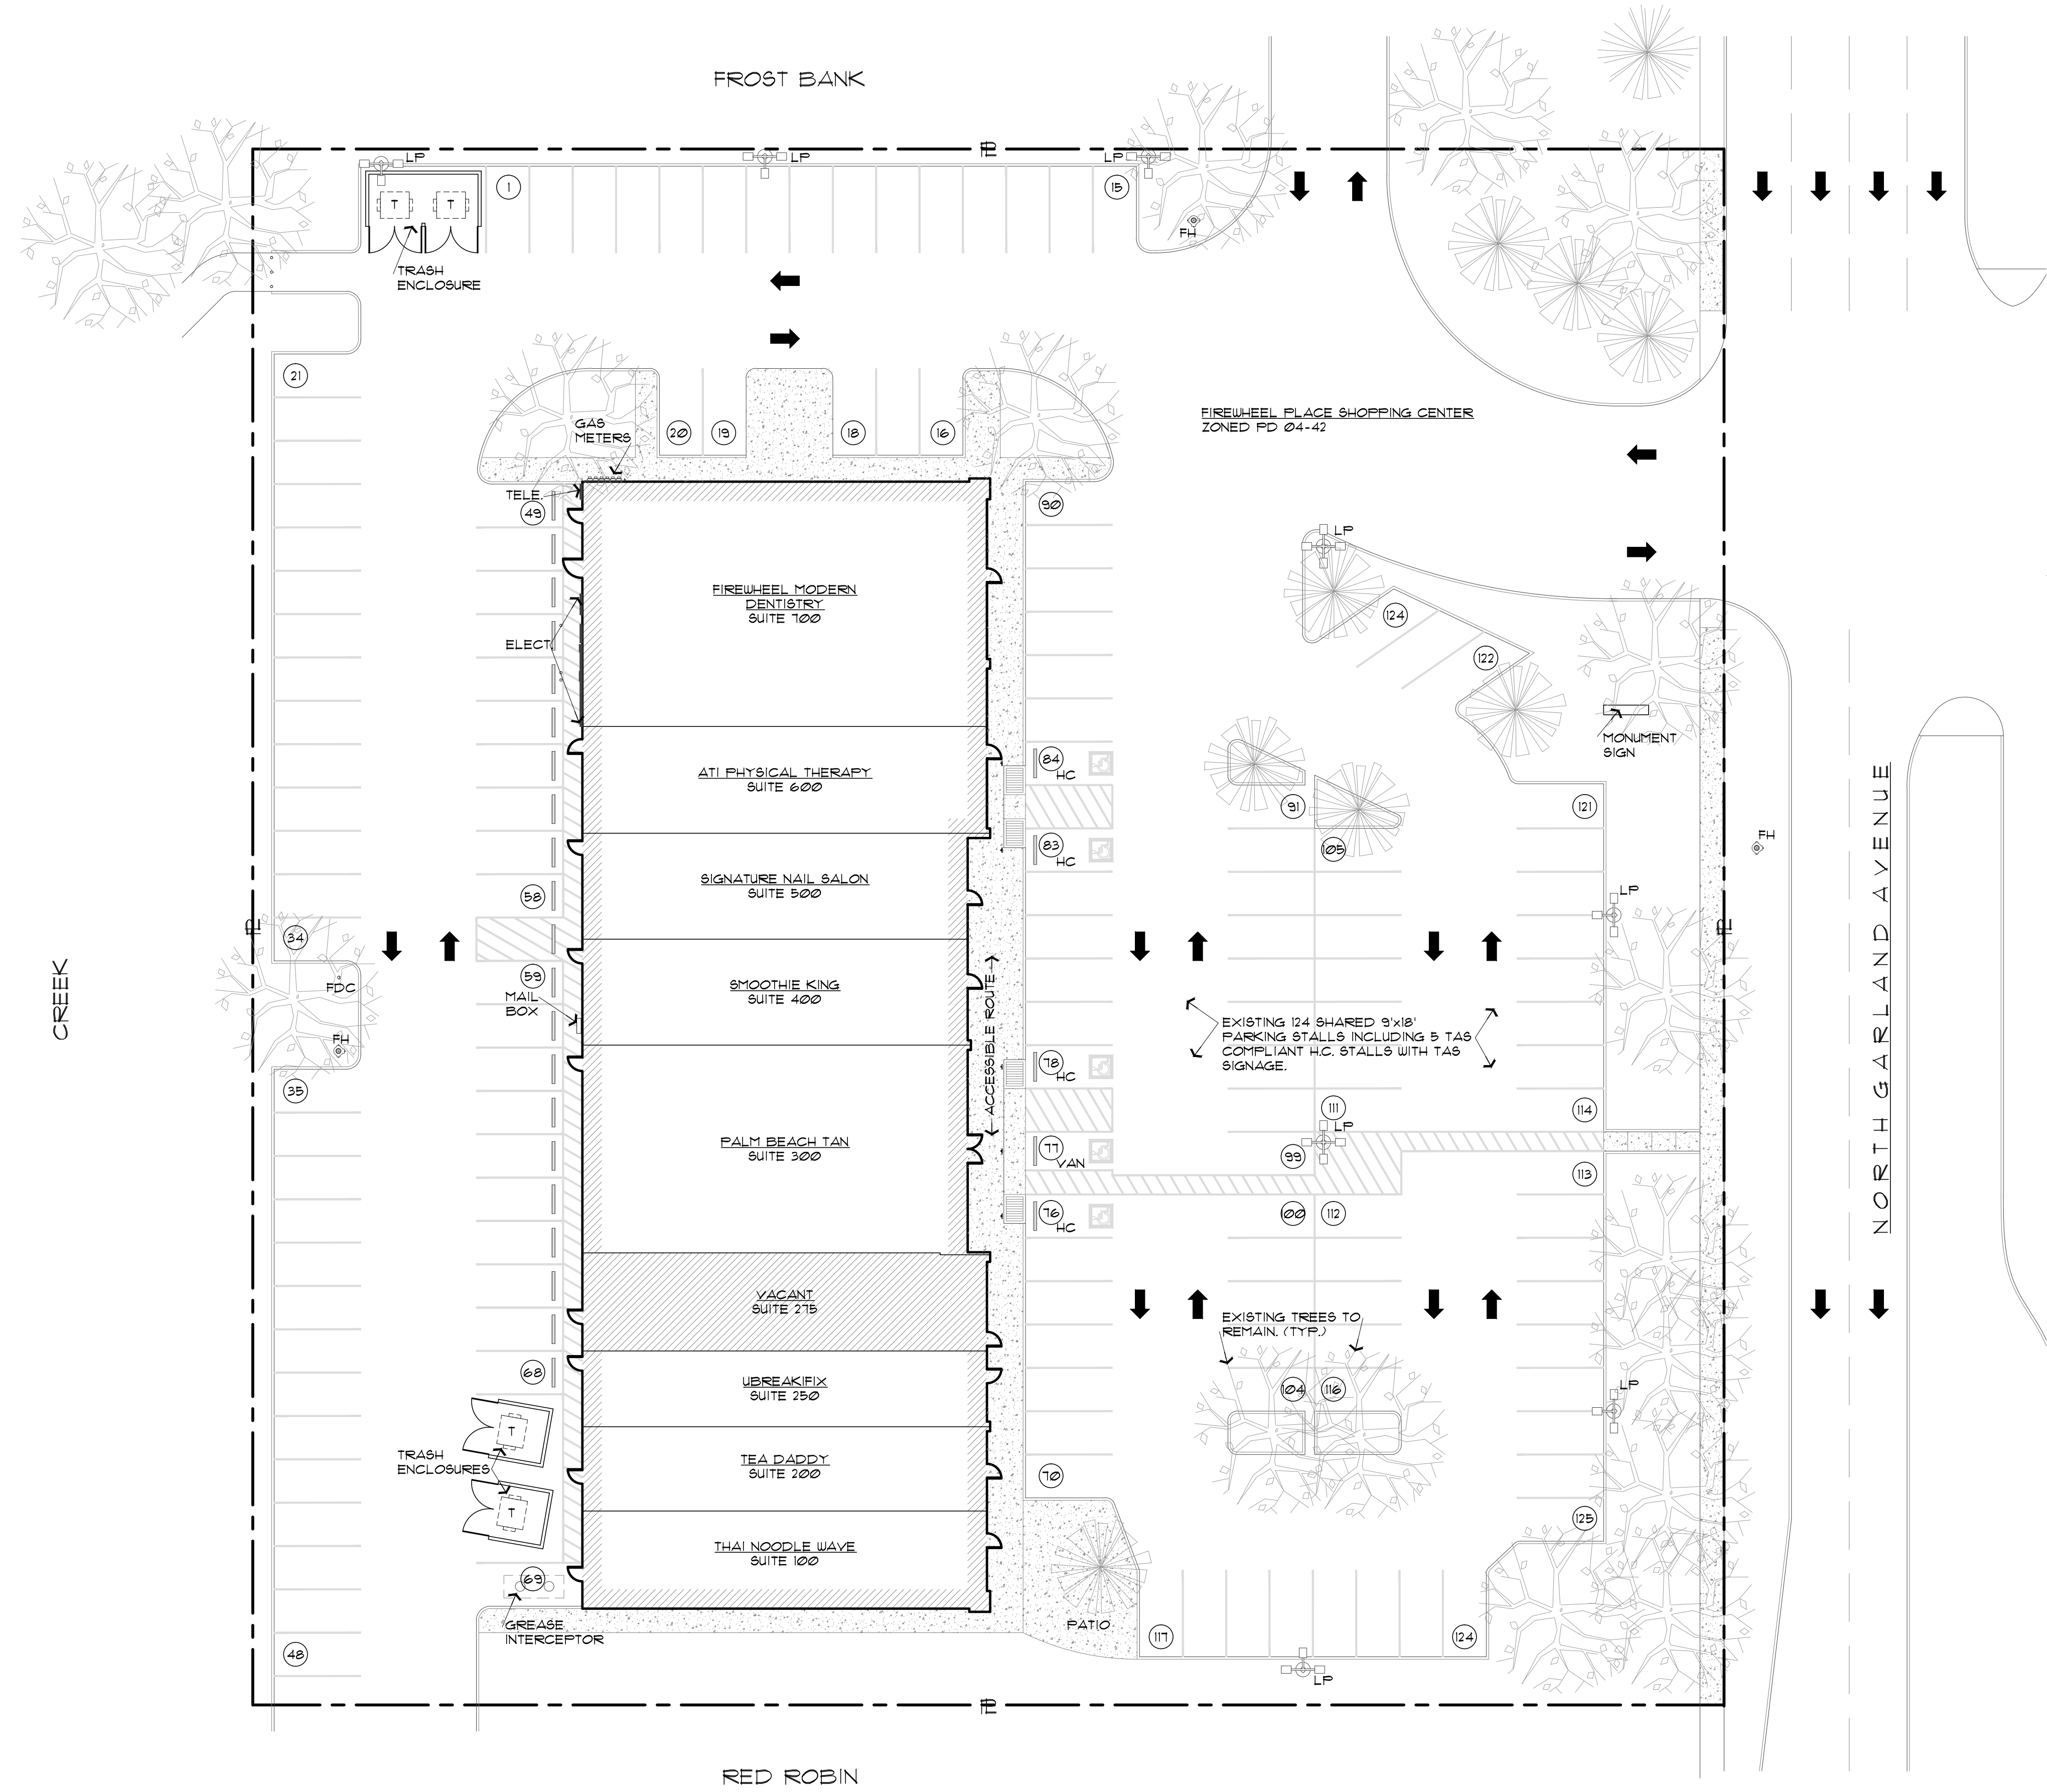 FROST BANK
LP
LP
PL
LP
1
15
T
T
FH
TRASH
ENCLOSURE
21
FIREWHEEL PLACE SHOPPING CENTER
ZONED PD 04-42
GAS
METERS
20
19
18
16
TELE.
49
90
LP
FIREWHEEL MODERN
DENTISTRY
SUITE 700
124
ELECT.
122
MONUMENT
SIGN
84
HC
ATI PHYSICAL THERAPY
SUITE 600
91
121
83
HC
105
FH
SIGNATURE NAIL SALON
SUITE 500
58
LP
PL
34
PL
59
FDC
MAIL
BOX
SMOOTHIE KING
SUITE 400
CREEK
ACCESSIBLE ROUTE
NORTH GARLAND AVENUE
EXISTING 124 SHARED 9'x18'
PARKING STALLS INCLUDING 5 TAS
COMPLIANT H.C. STALLS WITH TAS
SIGNAGE.
FH
78
HC
35
111
114
LP
PALM BEACH TAN
SUITE 300
77
VAN
99
113
76
HC
100
112
VACANT
SUITE 275
EXISTING TREES TO
REMAIN. (TYP.)
68
UBREAKIFIX
SUITE 250
104
116
LP
T
TRASH
ENCLOSURES
TEA DADDY
SUITE 200
70
T
125
THAI NOODLE WAVE
SUITE 100
69
GREASE
INTERCEPTOR
PATIO
48
117
124
LP
PL
RED ROBIN